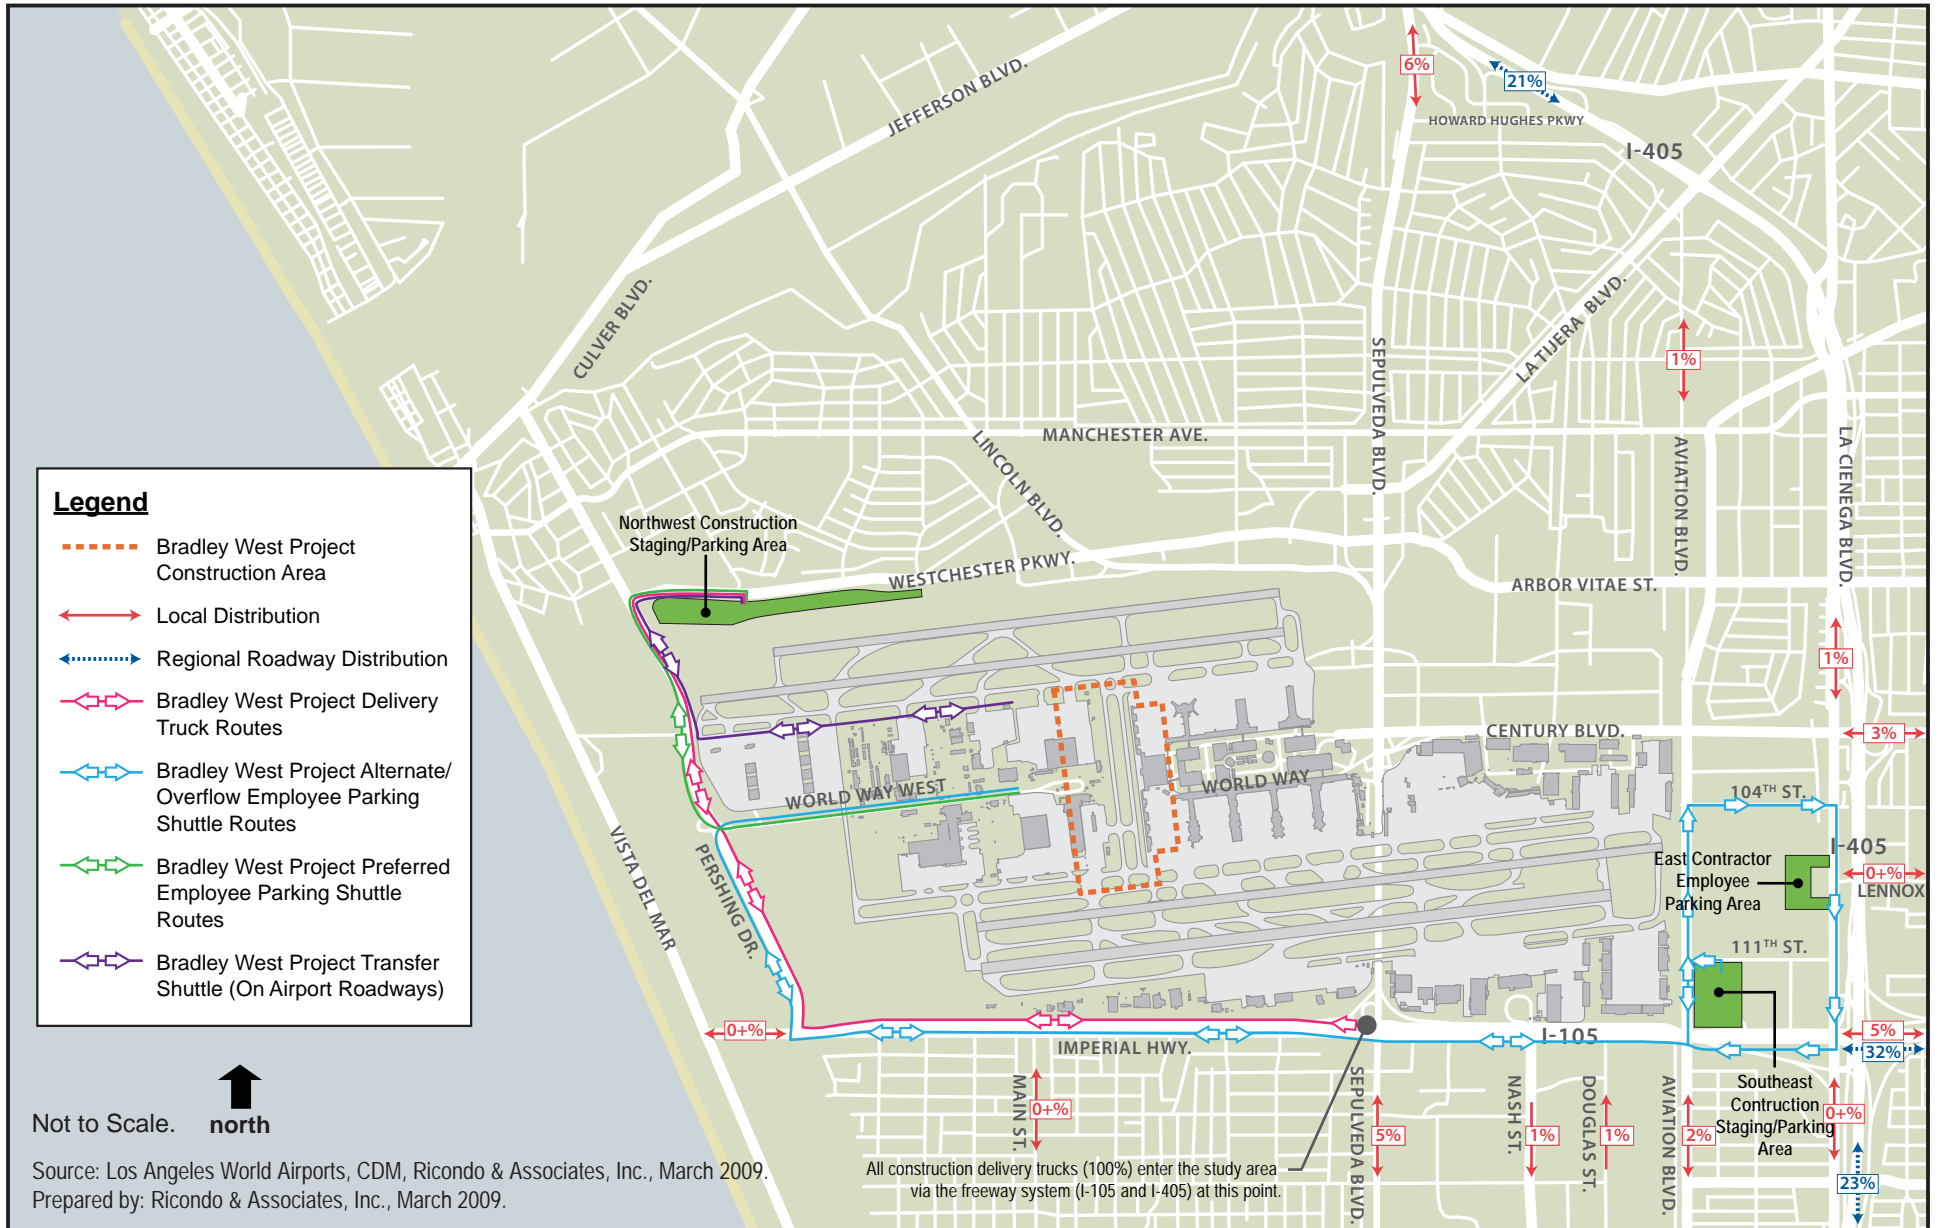 6%
21%
HOWARD HUGHES PKWY
I-405
JEFFERSON BLVD.
CULVER BLVD.
LA TIJERA BLVD.
SEPULVEDA BLVD.
1%
MANCHESTER AVE.
LINCOLN BLVD.
AVIATION BLVD.
LA CIENEGA BLVD.
Legend
Bradley West Project
Construction Area
Local Distribution
Regional Roadway Distribution
Bradley West Project Delivery
Truck Routes
Bradley West Project Alternate/
Overflow Employee Parking
Shuttle Routes
Bradley West Project Preferred
Employee Parking Shuttle
Routes
Bradley West Project Transfer
Shuttle (On Airport Roadways)
Northwest Construction
Staging/Parking Area
WESTCHESTER PKWY.
ARBOR VITAE ST.
1%
CENTURY BLVD.
3%
WORLD WAY WEST
WORLD WAY
104TH ST.
I-405
East Contractor
Employee
Parking Area
0+%
LENNOX
VISTA DEL MAR
PERSHING DR.
111TH ST.
0+%
IMPERIAL HWY.
I-105
5%
32%
MAIN ST.
0+%
SEPULVEDA BLVD.
5%
NASH ST.
1%
DOUGLAS ST.
1%
AVIATION BLVD.
2%
Southeast
Contruction
Staging/Parking
Area
0+%
23%
All construction delivery trucks (100%) enter the study area
via the freeway system (I-105 and I-405) at this point.
Not to Scale.
north
Source: Los Angeles World Airports, CDM, Ricondo & Associates, Inc., March 2009.
Prepared by: Ricondo & Associates, Inc., March 2009.